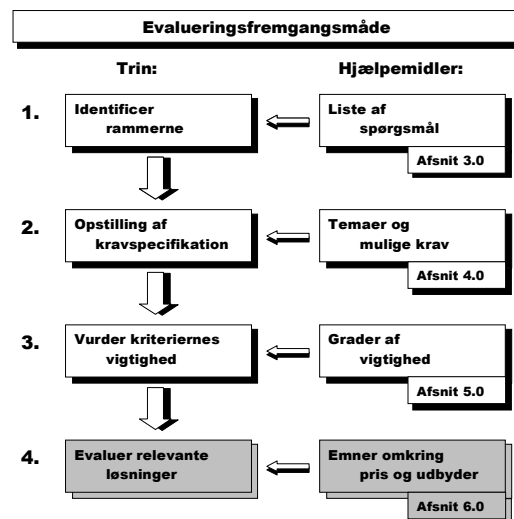 Evalueringsfremgangsmåde
Trin: Hjælpemidler:
1. Identificer
rammerne
Liste af
spørgsmål
Afsnit 3.0
2. Opstilling af
kravspecifikation
Temaer og
mulige krav
Afsnit 4.0
3. Vurder kriteriernes
vigtighed
Grader af
vigtighed
Afsnit 5.0
4. Evaluer relevante
løsninger
Emner omkring
pris og udbyder
Afsnit 6.0